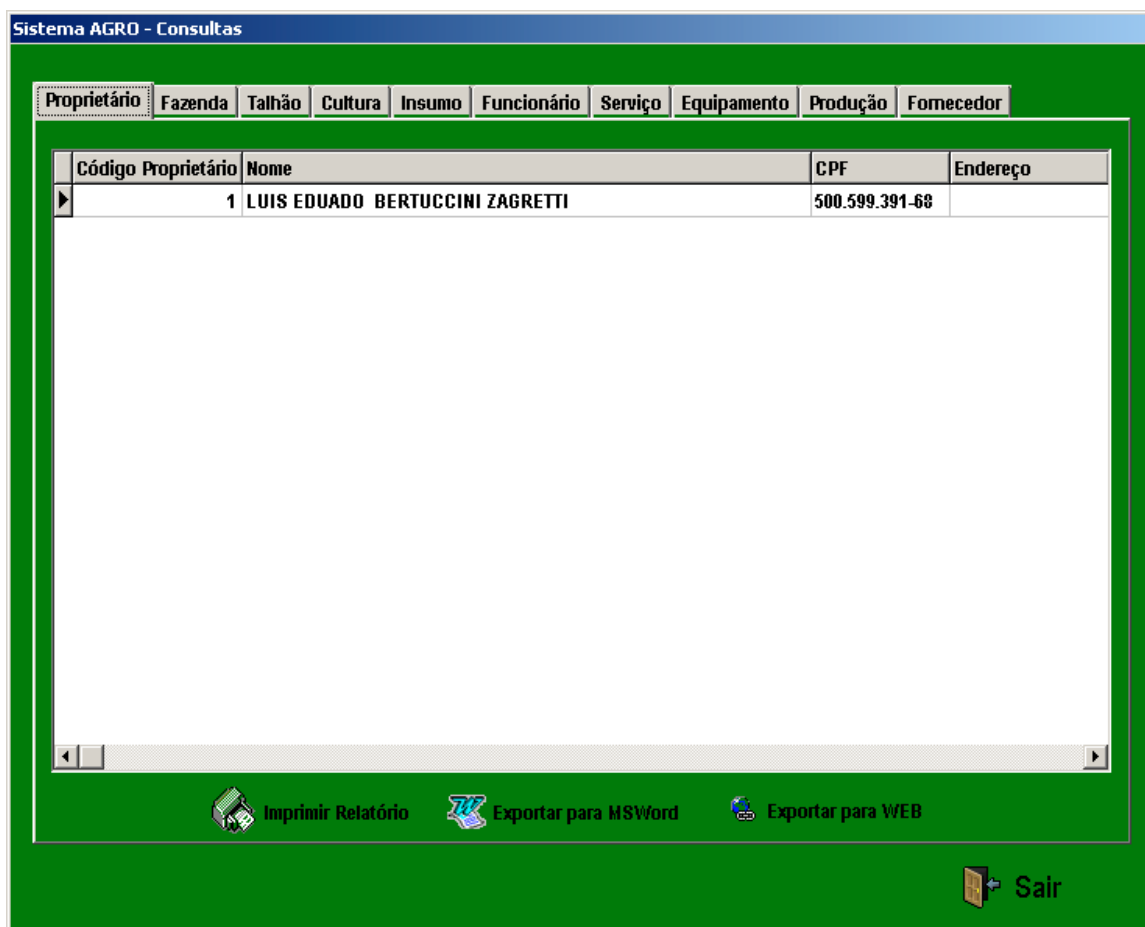 Sistema AGRO - Consultas
Proprietário Fazenda Talhão Cultura Insumo Funcionário Serviço Equipamento Produção Fornecedor
Código Proprietário Nome CPF Endereço
1 LUIS EDUADO BERTUCCINI ZAGRETTI 500.599.391-68
Imprimir Relatório Exportar para MSWord Exportar para WEB
Sair